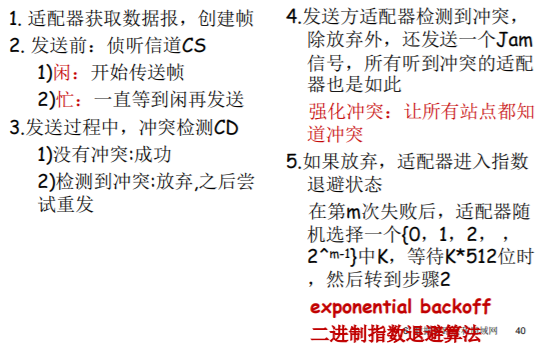 1. 适配器获取数据报，创建帧
2. 发送前：侦听信道CS
1)闲：开始传送帧
2)忙：一直等到闲再发送
3.发送过程中，冲突检测CD
1)没有冲突:成功
2)检测到冲突:放弃,之后尝
试重发
4.发送方适配器检测到冲突，
除放弃外，还发送一个Jam
信号，所有听到冲突的适配
器也是如此
强化冲突：让所有站点都知
道冲突
5.如果放弃，适配器进入指数
退避状态
在第m次失败后，适配器随
机选择一个{0，1，2，，
2^m-1}中K，等待K*512位时
，然后转到步骤2
exponential backoff
二进制指数退避算法
域网 40